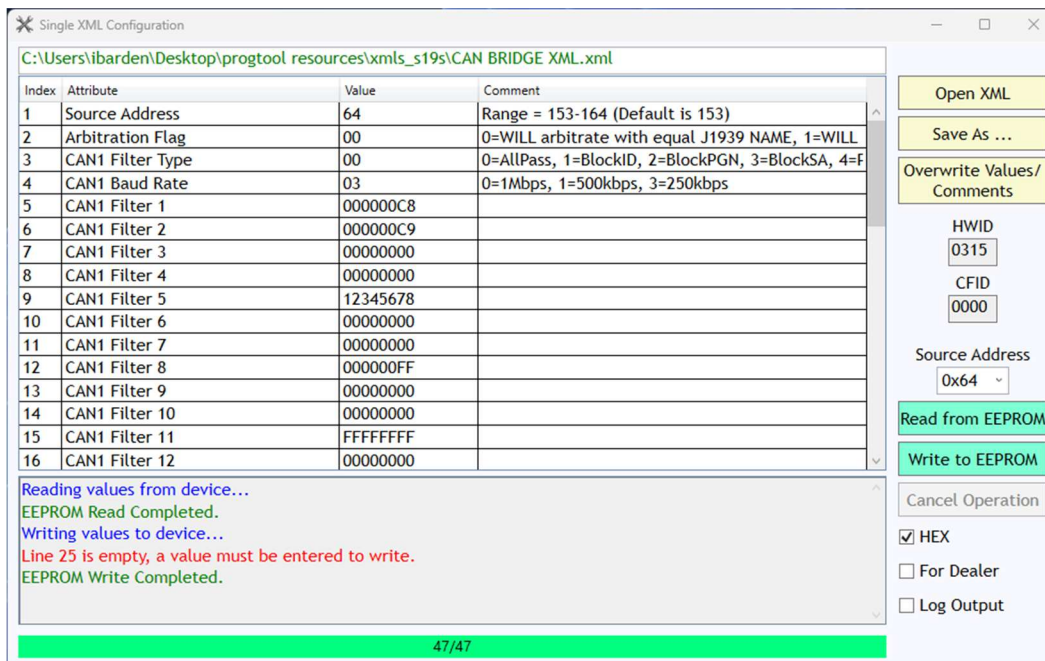 Single XML Configuration
C:\Users\ibarden\Desktop\progtool resources\xmls_s19s\CAN BRIDGE XML.xml
Index Attribute Value Comment
1 Source Address 64 Range = 153-164 (Default is 153)
2 Arbitration Flag 00 0=WILL arbitrate with equal J1939 NAME, 1=WILL
3 CAN1 Filter Type 00 0=AllPass, 1=BlockID, 2=BlockPGN, 3=BlockSA, 4=F
4 CAN1 Baud Rate 03 0=1Mbps, 1=500kbps, 3=250kbps
5 CAN1 Filter 1 000000C8
6 CAN1 Filter 2 000000C9
7 CAN1 Filter 3 00000000
8 CAN1 Filter 4 00000000
9 CAN1 Filter 5 12345678
10 CAN1 Filter 6 00000000
11 CAN1 Filter 7 00000000
12 CAN1 Filter 8 000000FF
13 CAN1 Filter 9 00000000
14 CAN1 Filter 10 00000000
15 CAN1 Filter 11 FFFFFFFF
16 CAN1 Filter 12 00000000
Reading values from device...
EEPROM Read Completed.
Writing values to device...
Line 25 is empty, a value must be entered to write.
EEPROM Write Completed.
47/47
Open XML
Save As ...
Overwrite Values/
Comments
HWID
0315
CFID
0000
Source Address
0x64
Read from EEPROM
Write to EEPROM
Cancel Operation
HEX
For Dealer
Log Output